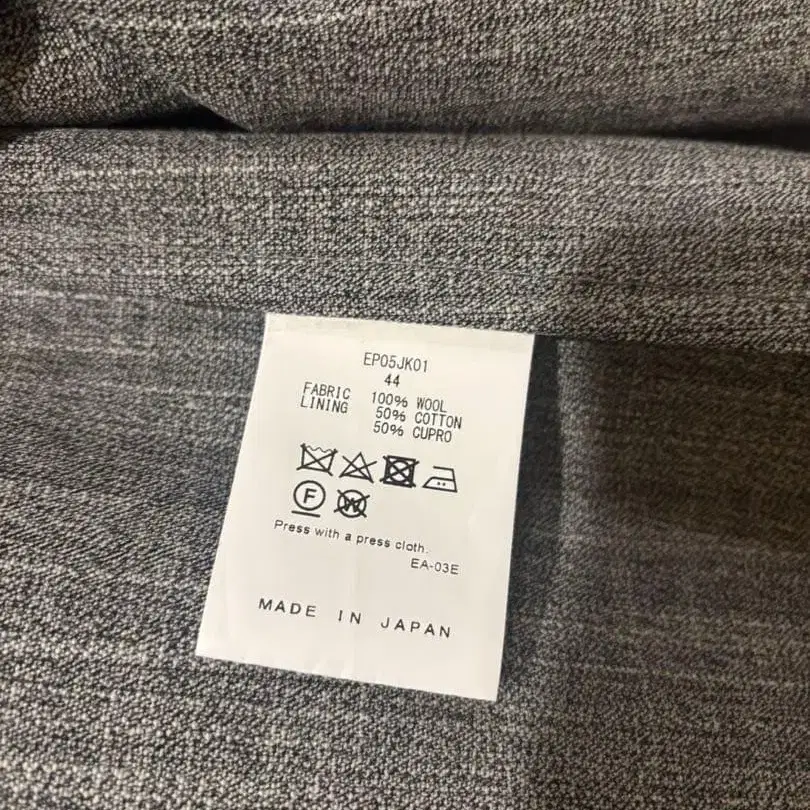 EP05JK01
44
FABRIC 100% WOOL
LINING 50% COTTON
50% CUPRO
F W
Press with a press cloth.
EA-03E
MADE IN JAPAN